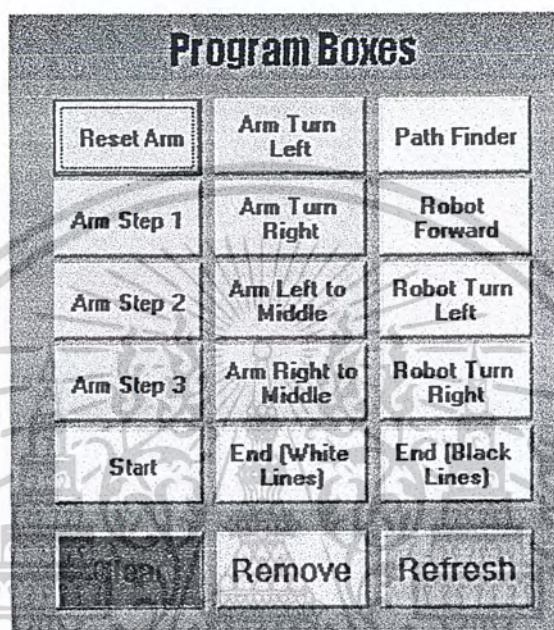 Program Boxes
Reset Arm
Arm Turn
Left
Path Finder
Arm Step 1
Arm Turn
Right
Robot
Forward
Arm Step 2
Arm Left to
Middle
Robot Turn
Left
Arm Step 3
Arm Right to
Middle
Robot Turn
Right
Start
End (White
Lines)
End (Black
Lines)
Clear
Remove
Refresh